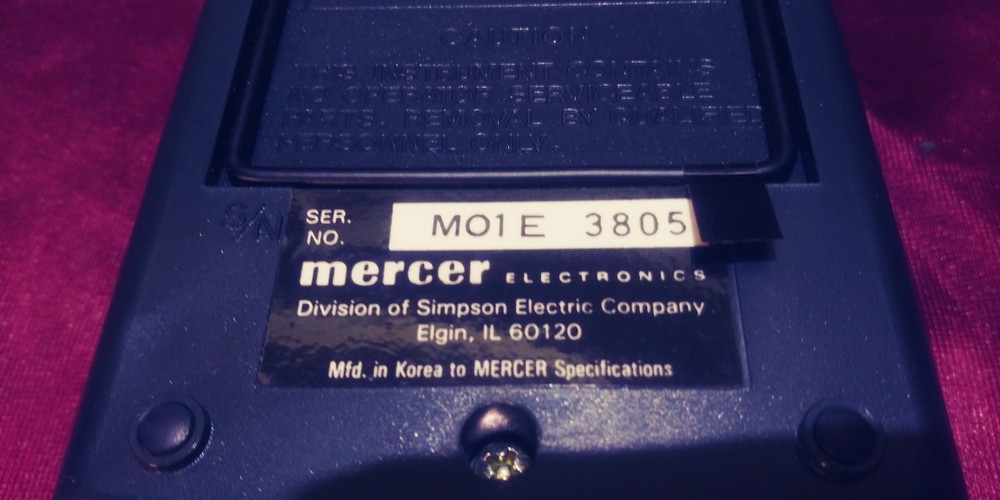 CAUTION
THIS INSTRUMENT CONTAINS
NO OPERATOR SERVICEABLE
PARTS. REMOVAL BY QUALIFIED
PERSONNEL ONLY.
S/N
SER.
NO.
MO1E 3805
mercer ELECTRONICS
Division of Simpson Electric Company
Elgin, IL 60120
Mfd. in Korea to MERCER Specifications